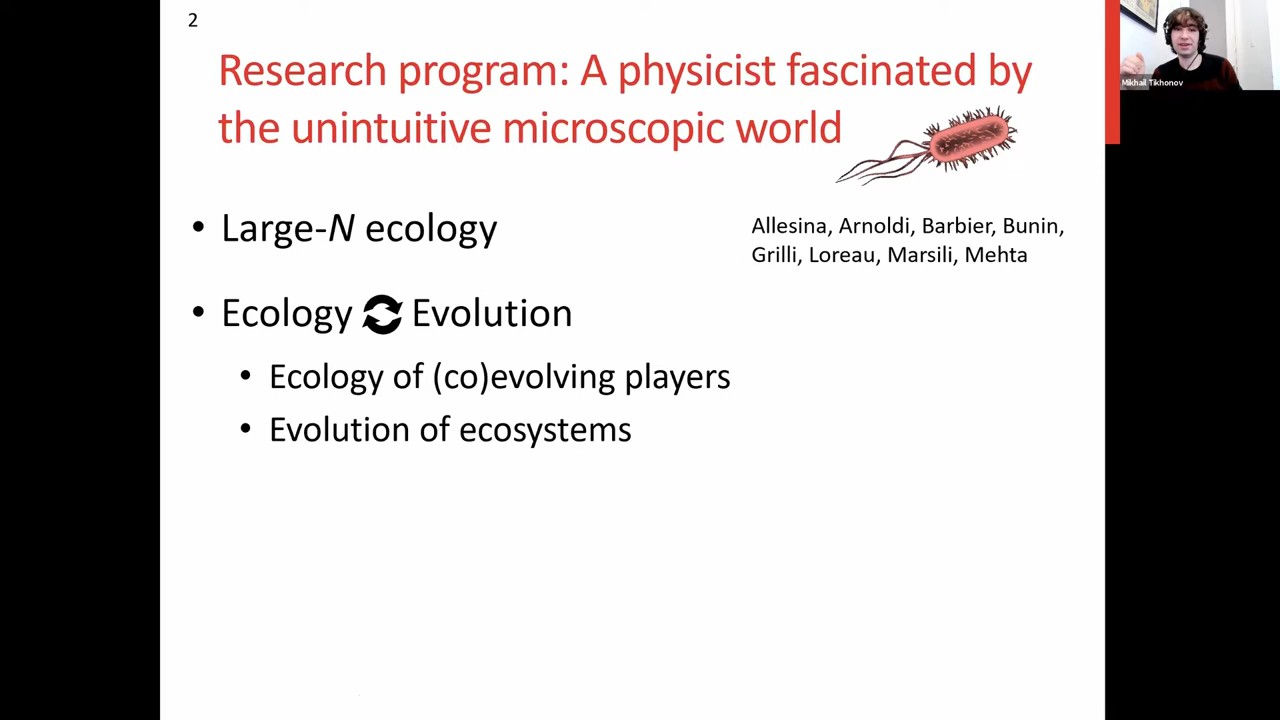 2
Research program: A physicist fascinated by
the unintuitive microscopic world
• Large-N ecology
Allesina, Arnoldi, Barbier, Bunin,
Grilli, Loreau, Marsili, Mehta
• Ecology Evolution
• Ecology of (co)evolving players
• Evolution of ecosystems
Mikhail Tikhonov